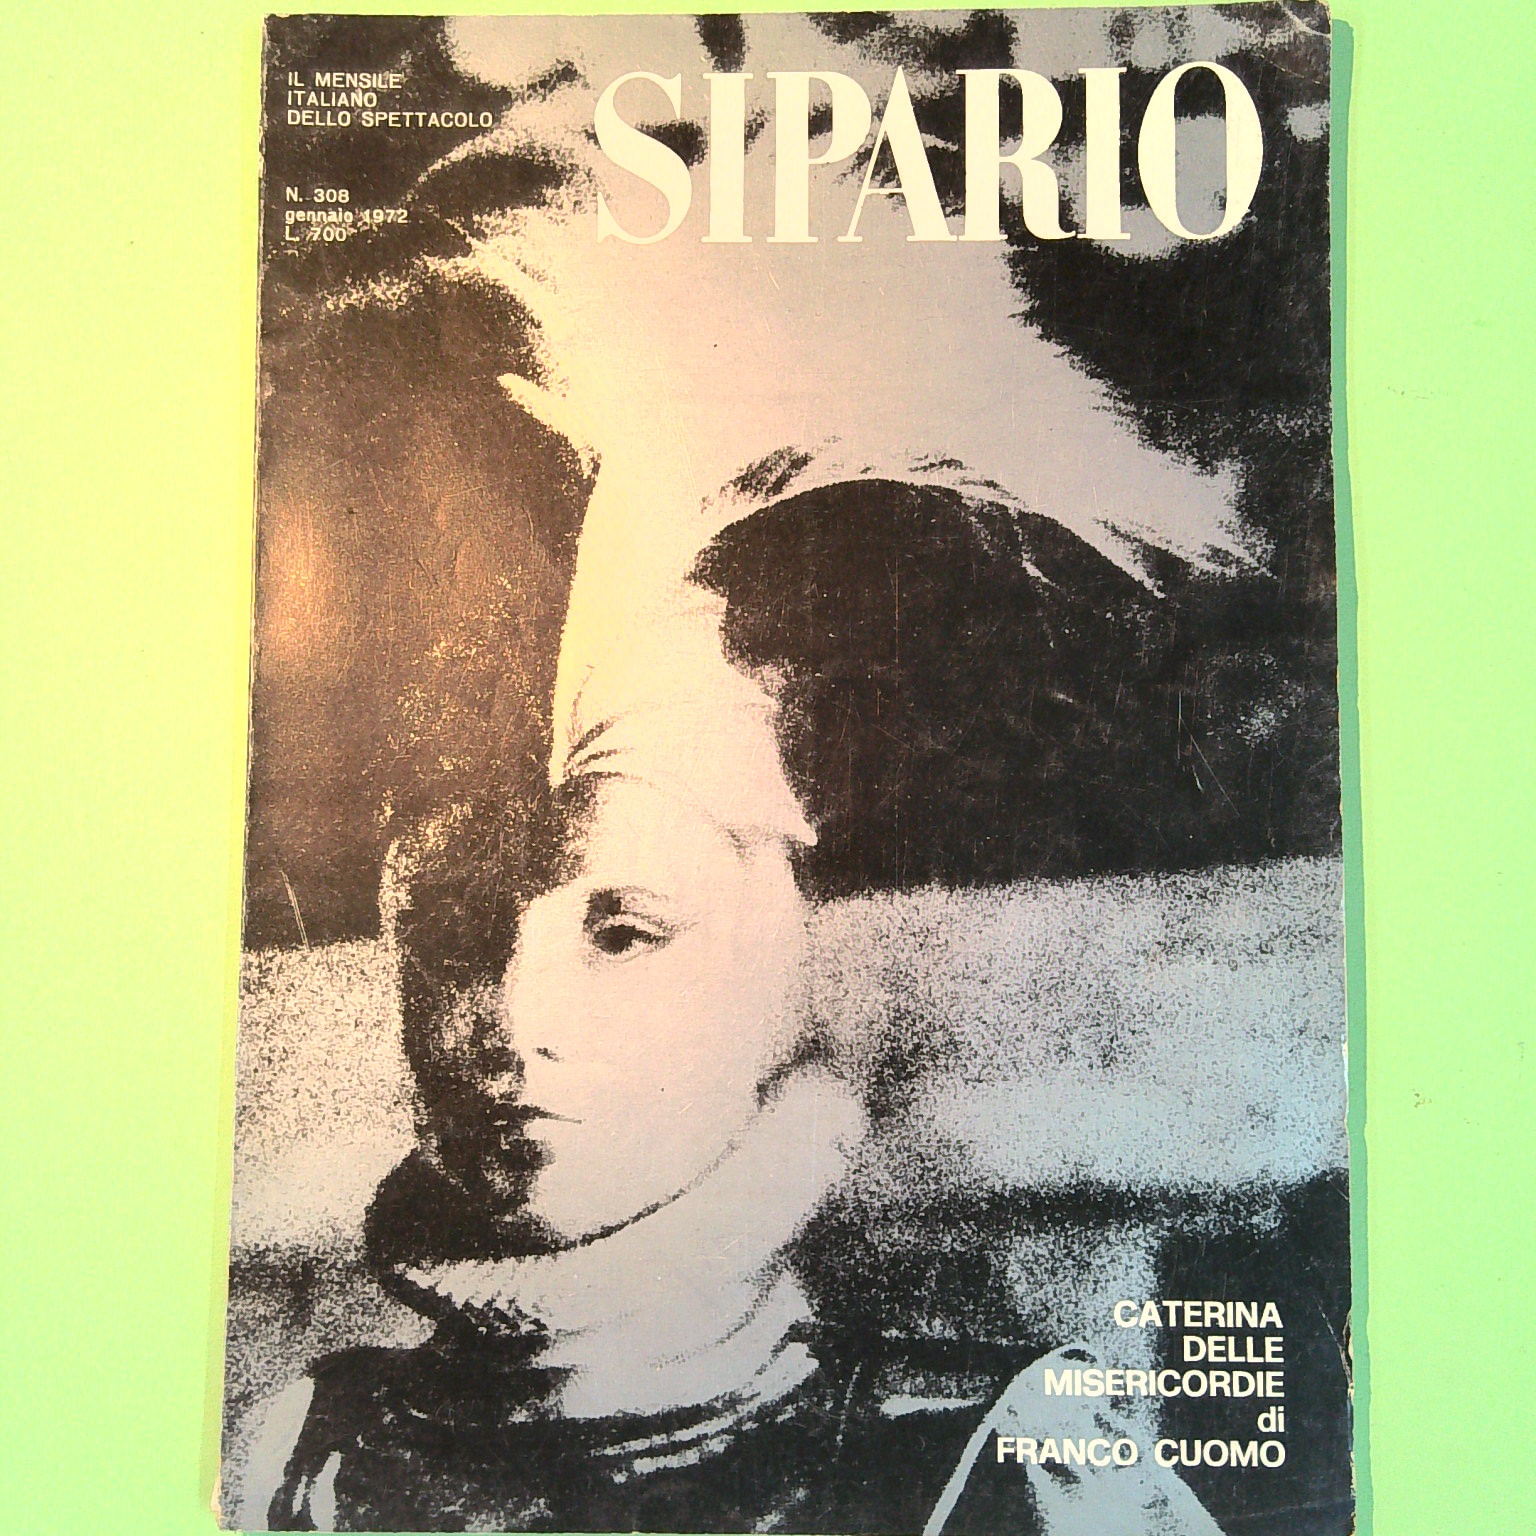 IL MENSILE
ITALIANO
DELLO SPETTACOLO
N. 308
gennaio 1972
L. 700
SIPARIO
CATERINA
DELLE
MISERICORDIE
di
FRANCO CUOMO